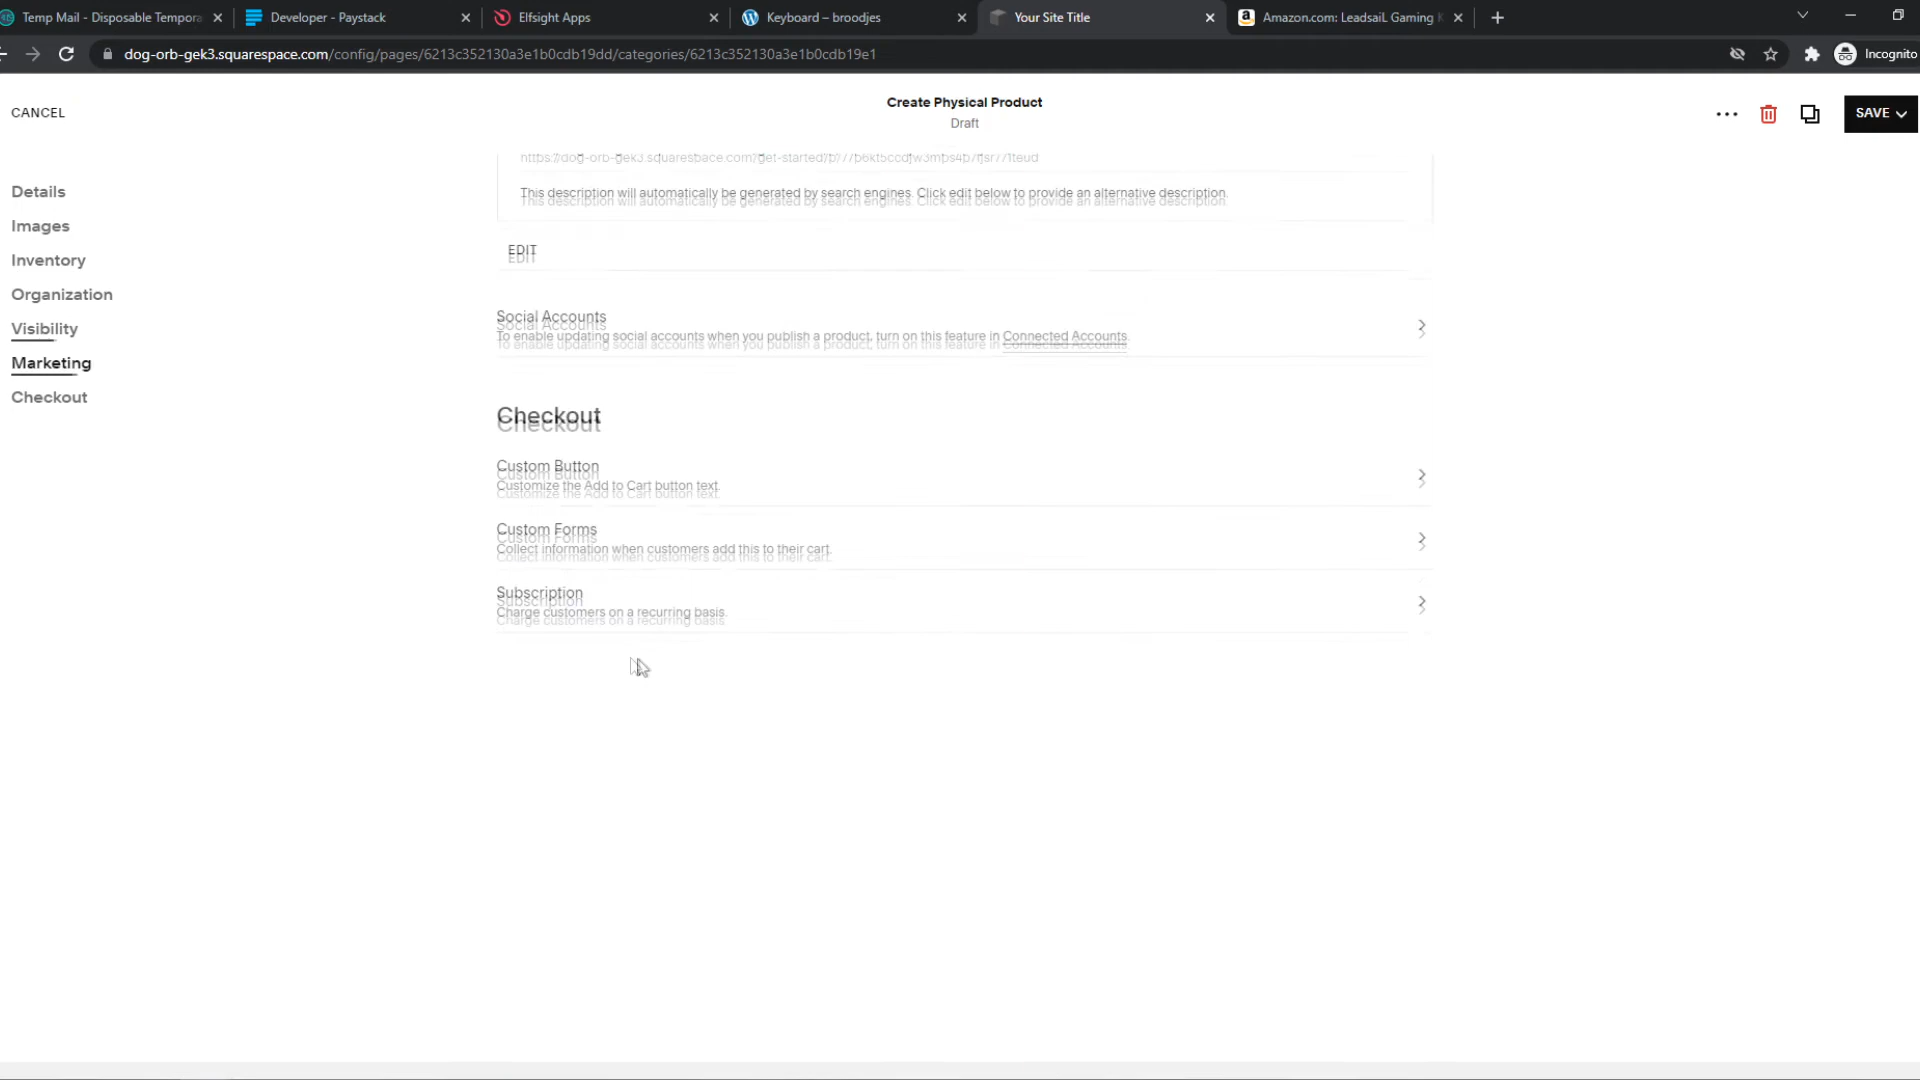 Temp Mail - Disposable Tempora
Developer - Paystack
Elfsight Apps
Keyboard – broodjes
Your Site Title
Amazon.com: LeadsaiL Gaming K
dog-orb-gek3.squarespace.com/config/pages/6213c352130a3e1b0cdb19dd/categories/6213c352130a3e1b0cdb19e1
Incognito
CANCEL
Create Physical Product
Draft
SAVE
Details
Images
Inventory
Organization
Visibility
Marketing
Checkout
This description will automatically be generated by search engines. Click edit below to provide an alternative description.
EDIT
Social Accounts
To enable updating social accounts when you publish a product, turn on this feature in Connected Accounts.
Checkout
Custom Button
Customize the Add to Cart button text.
Custom Forms
Collect information when customers add this to their cart.
Subscription
Charge customers on a recurring basis.